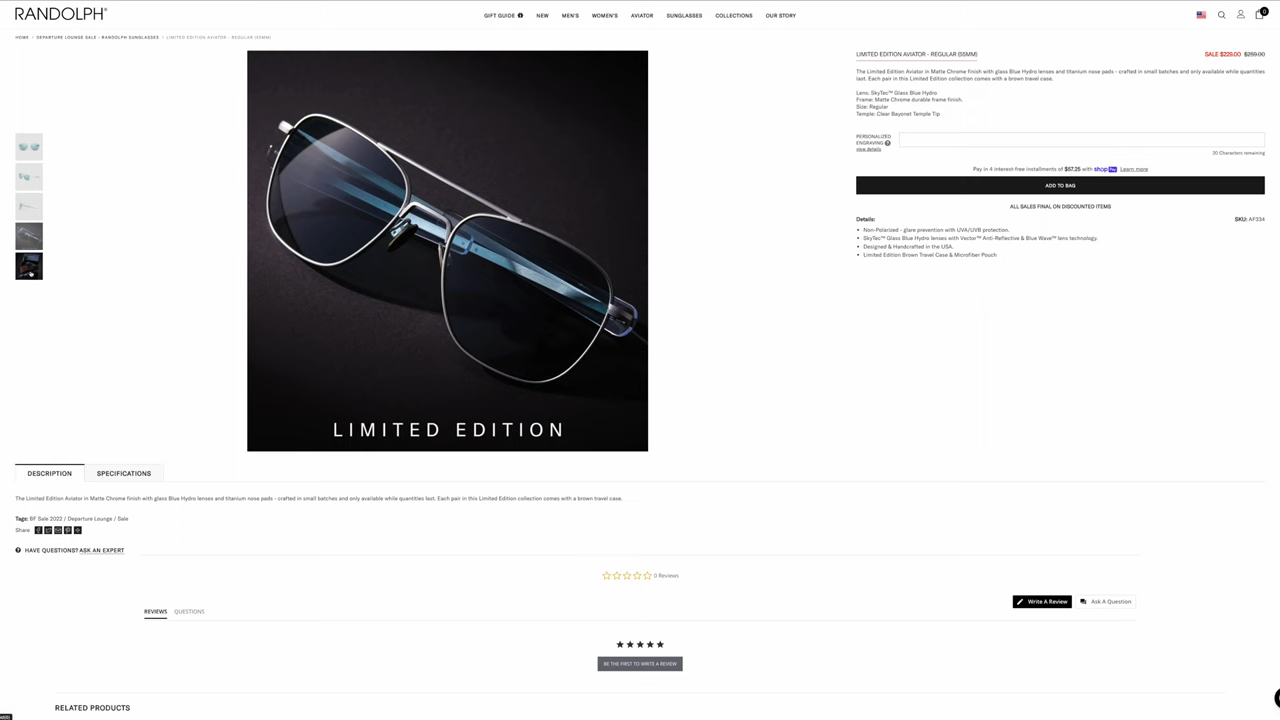 RANDOLPH®
GIFT GUIDE NEW MEN'S WOMEN'S AVIATOR SUNGLASSES COLLECTIONS OUR STORY
0
HOME - DEPARTURE LOUNGE SALE - RANDOLPH SUNGLASSES - LIMITED EDITION AVIATOR - REGULAR (55MM)
LIMITED EDITION AVIATOR - REGULAR (55MM) SALE $229.00 $259.00
The Limited Edition Aviator in Matte Chrome finish with glass Blue Hydro lenses and titanium nose pads - crafted in small batches and only available while quantities
last. Each pair in this Limited Edition collection comes with a brown travel case.
Lens: SkyTec™ Glass Blue Hydro
Frame: Matte Chrome durable frame finish.
Size: Regular
Temple: Clear Bayonet Temple Tip
PERSONALIZED
ENGRAVING
view details
20 Characters remaining
Pay in 4 interest-free installments of $57.25 with shop Pay Learn more
ADD TO BAG
ALL SALES FINAL ON DISCOUNTED ITEMS
Details: SKU: AF334
Non-Polarized - glare prevention with UVA/UVB protection.
SkyTec™ Glass Blue Hydro lenses with Vector™ Anti-Reflective & Blue Wave™ lens technology.
Designed & Handcrafted in the USA.
Limited Edition Brown Travel Case & Microfiber Pouch
LIMITED EDITION
DESCRIPTION SPECIFICATIONS
The Limited Edition Aviator in Matte Chrome finish with glass Blue Hydro lenses and titanium nose pads - crafted in small batches and only available while quantities last. Each pair in this Limited Edition collection comes with a brown travel case.
Tags: BF Sale 2022 / Departure Lounge / Sale
Share
HAVE QUESTIONS? ASK AN EXPERT
0 Reviews
REVIEWS QUESTIONS
Write A Review Ask A Question
BE THE FIRST TO WRITE A REVIEW
RELATED PRODUCTS